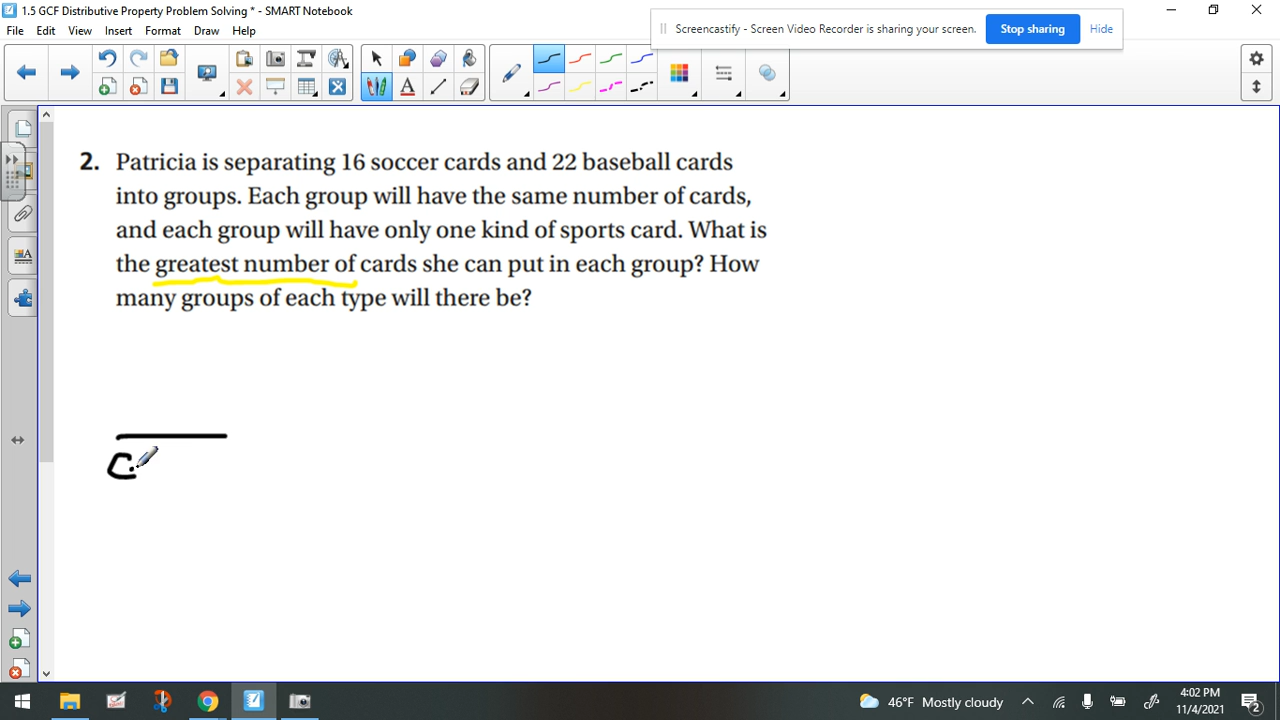 1.5 GCF Distributive Property Problem Solving * - SMART Notebook
Screencastify - Screen Video Recorder is sharing your screen.
Stop sharing
Hide
File Edit View Insert Format Draw Help
2. Patricia is separating 16 soccer cards and 22 baseball cards
into groups. Each group will have the same number of cards,
and each group will have only one kind of sports card. What is
the greatest number of cards she can put in each group? How
many groups of each type will there be?
C
46°F Mostly cloudy
4:02 PM
11/4/2021
2